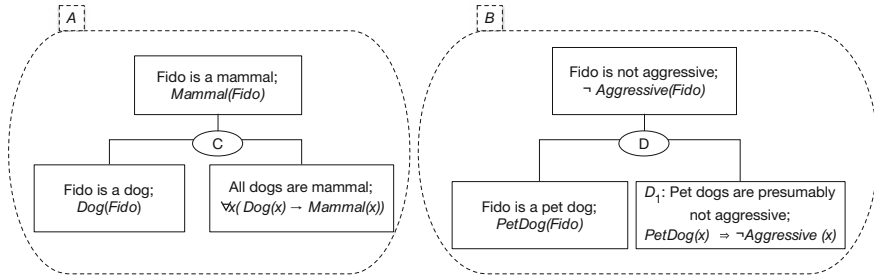 A
Fido is a mammal;
Mammal(Fido)
C
Fido is a dog;
Dog(Fido)
All dogs are mammal;
∀x( Dog(x) → Mammal(x))
B
Fido is not aggressive;
¬ Aggressive(Fido)
D
Fido is a pet dog;
PetDog(Fido)
D₁: Pet dogs are presumably
not aggressive;
PetDog(x) ⇒ ¬Aggressive (x)